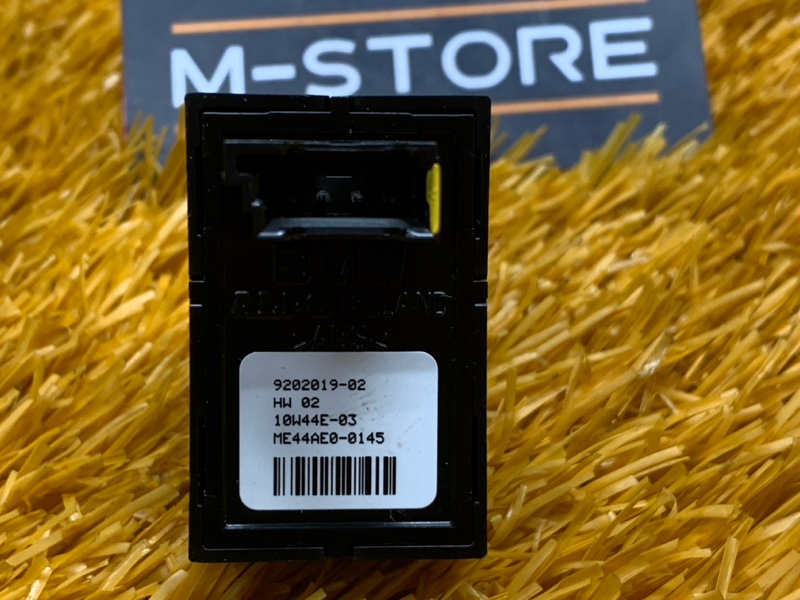 M-STORE
BMW
9202019-02
HW 02
10W44E-03
ME44AE0-0145